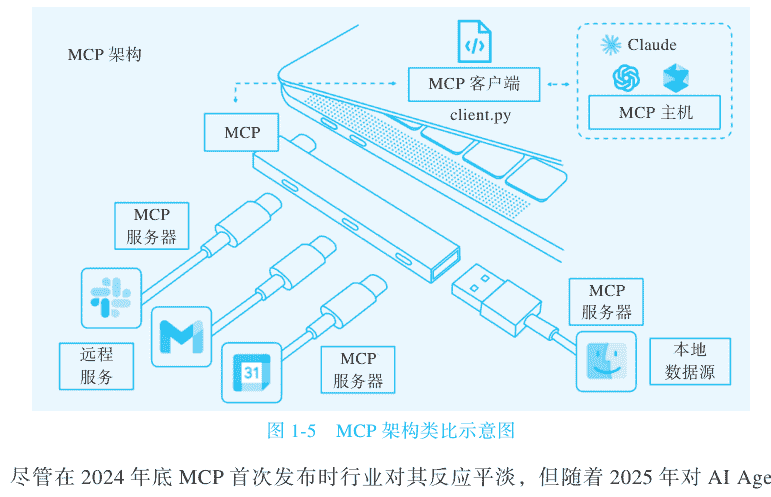 MCP 架构
Claude
MCP 客户端
MCP 主机
client.py
MCP
MCP
服务器
MCP
服务器
远程
服务
31
MCP
服务器
本地
数据源
图 1-5 MCP 架构类比示意图
尽管在 2024 年底 MCP 首次发布时行业对其反应平淡，但随着 2025 年对 AI Age